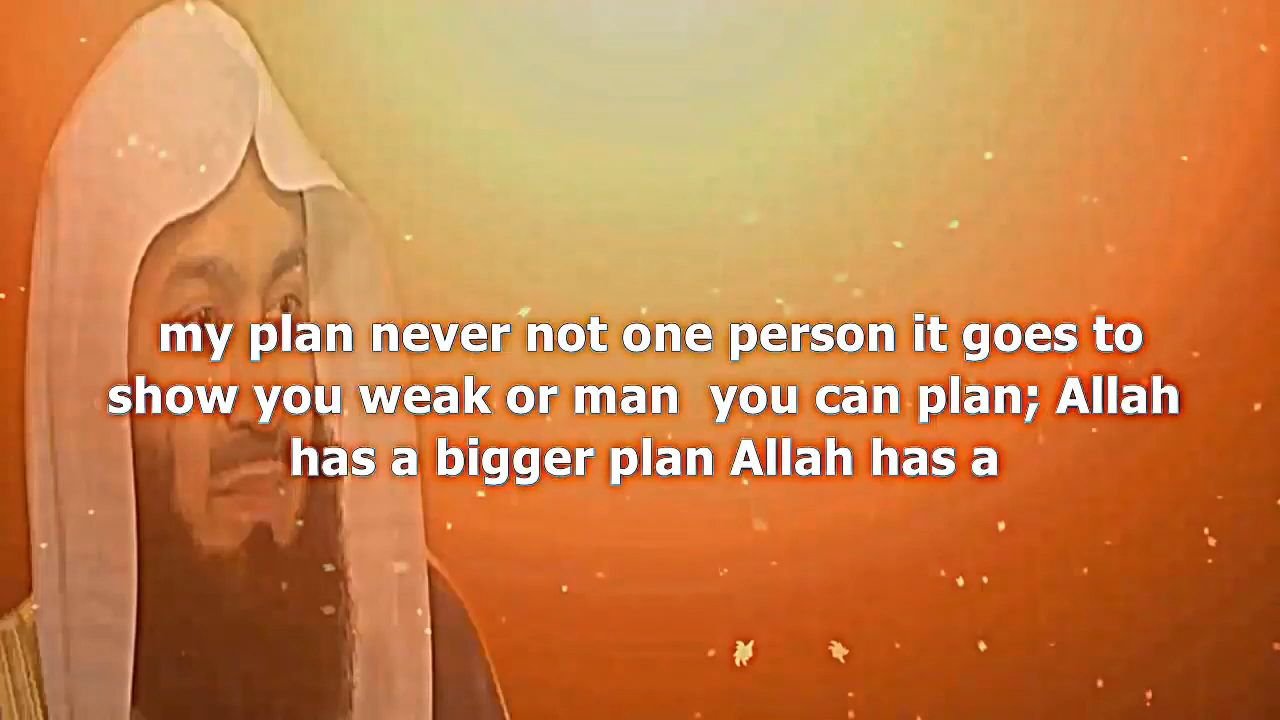 my plan never not one person it goes to
show you weak or man  you can plan; Allah
has a bigger plan Allah has a